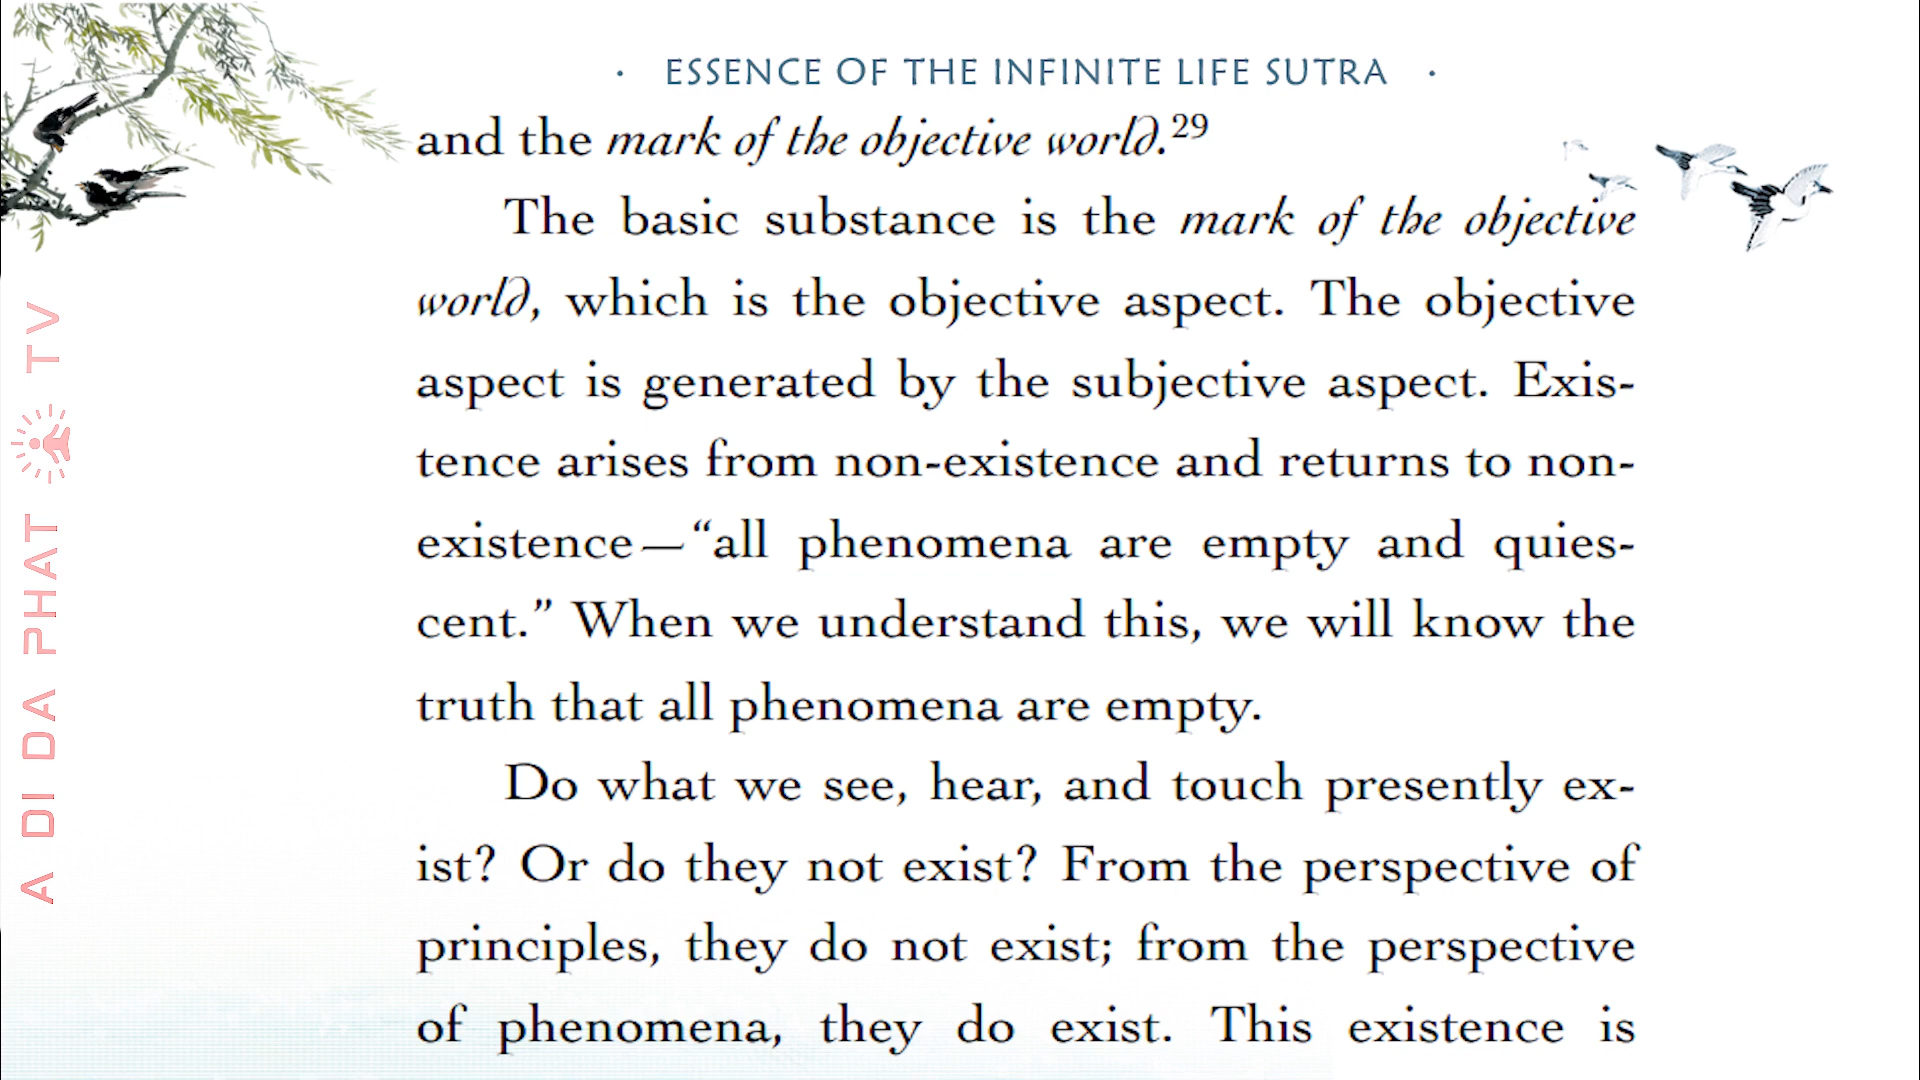 · ESSENCE OF THE INFINITE LIFE SUTRA ·
and the mark of the objective world.29
The basic substance is the mark of the objective
world, which is the objective aspect. The objective
aspect is generated by the subjective aspect. Exis-
tence arises from non-existence and returns to non-
existence—“all phenomena are empty and quies-
cent.” When we understand this, we will know the
truth that all phenomena are empty.
Do what we see, hear, and touch presently ex-
ist? Or do they not exist? From the perspective of
principles, they do not exist; from the perspective
of phenomena, they do exist. This existence is
A DI DA PHAT TV